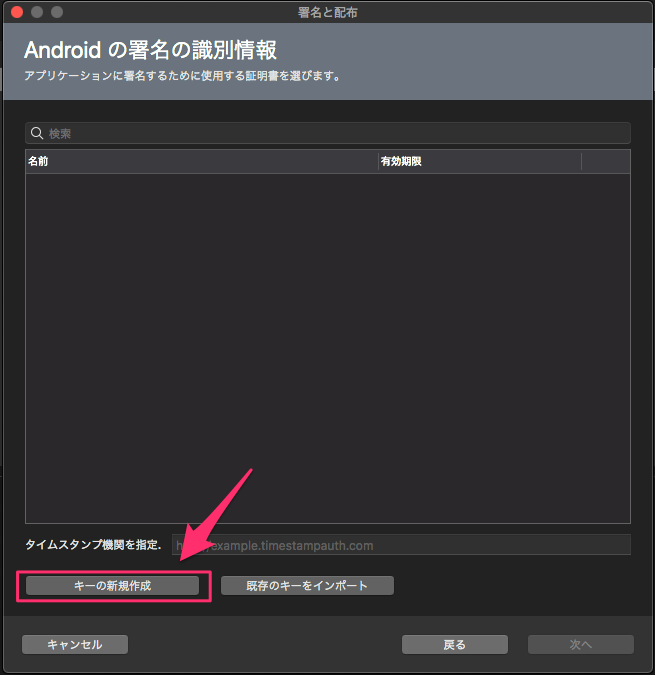 署名と配布
Android の署名の識別情報
アプリケーションに署名するために使用する証明書を選びます。
検索
名前 有効期限
タイムスタンプ機関を指定. example.timestampauth.com
キーの新規作成 既存のキーをインポート
キャンセル 戻る 次へ